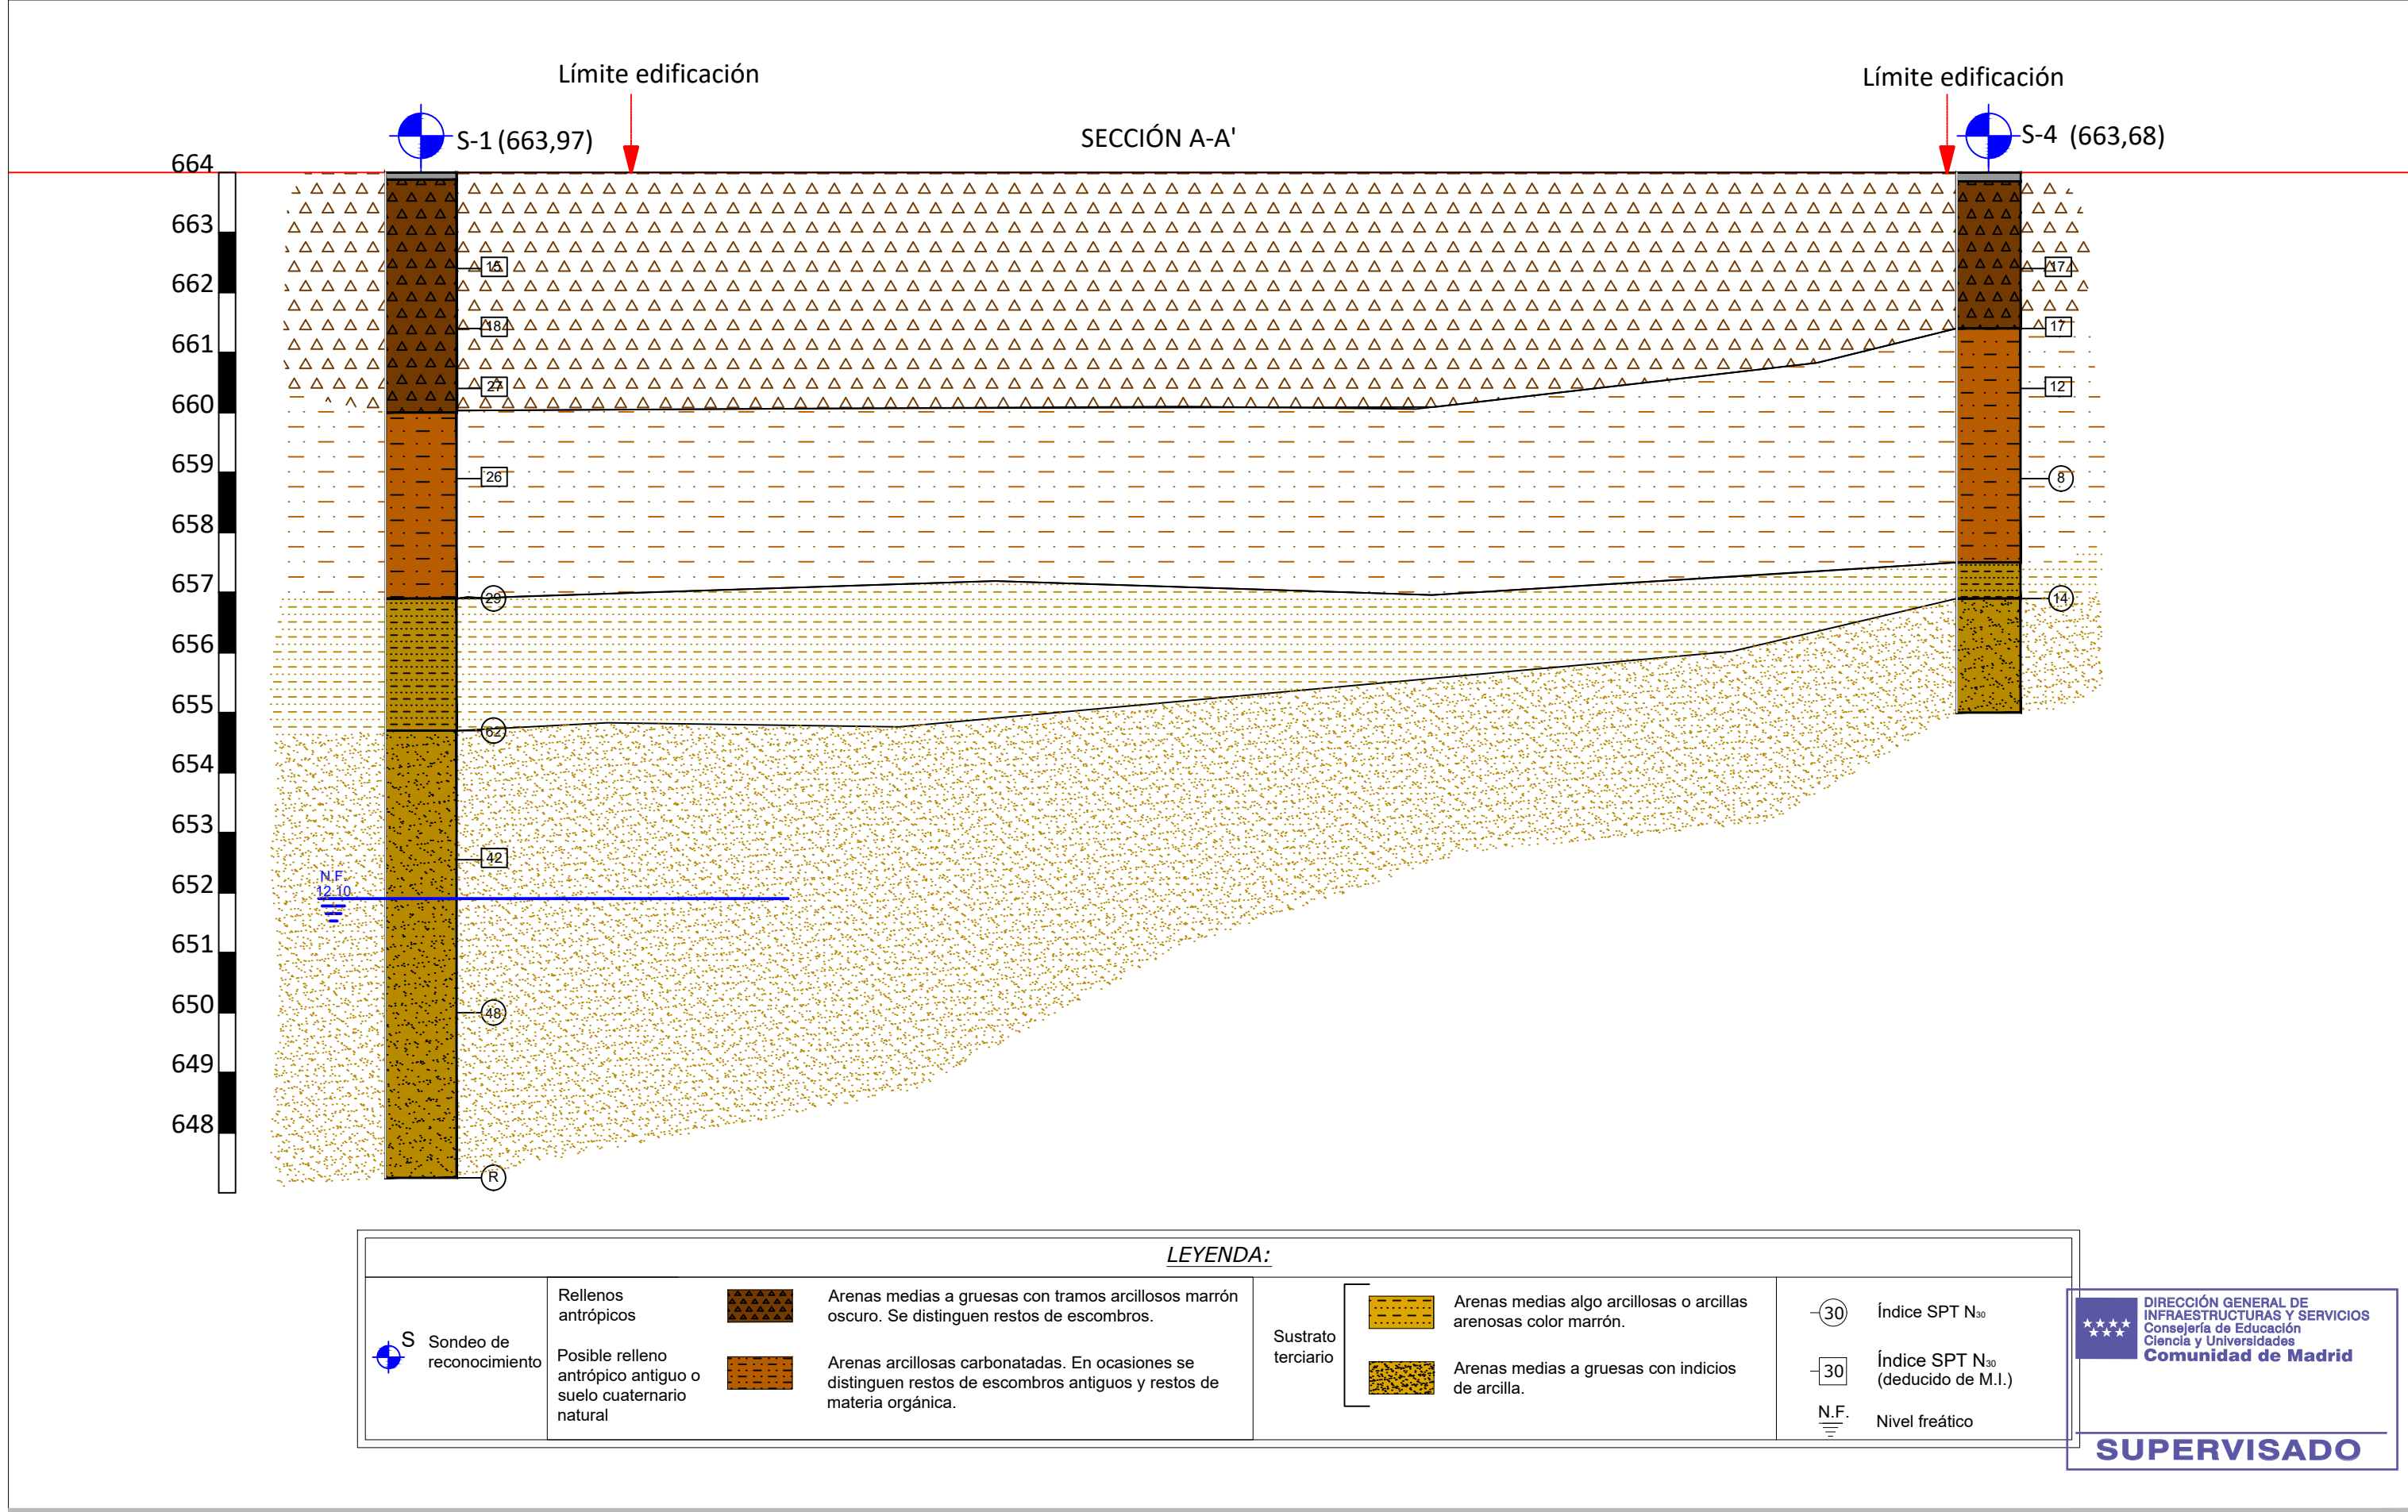 Límite edificación
Límite edificación
S-1 (663,97)
SECCIÓN A-A'
S-4 (663,68)
664
663
662
661
660
659
658
657
656
655
654
653
652
651
650
649
648
15
18
27
26
29
62
42
48
R
N.F.
12.10
17
17
12
8
14
LEYENDA:
S
Sondeo de
reconocimiento
Rellenos
antrópicos
Arenas medias a gruesas con tramos arcillosos marrón
oscuro. Se distinguen restos de escombros.
Posible relleno
antrópico antiguo o
suelo cuaternario
natural
Arenas arcillosas carbonatadas. En ocasiones se
distinguen restos de escombros antiguos y restos de
materia orgánica.
Sustrato
terciario
Arenas medias algo arcillosas o arcillas
arenosas color marrón.
Arenas medias a gruesas con indicios
de arcilla.
30
Índice SPT N30
30
Índice SPT N30
(deducido de M.I.)
N.F.
Nivel freático
DIRECCIÓN GENERAL DE
INFRAESTRUCTURAS Y SERVICIOS
Consejería de Educación
Ciencia y Universidades
Comunidad de Madrid
SUPERVISADO